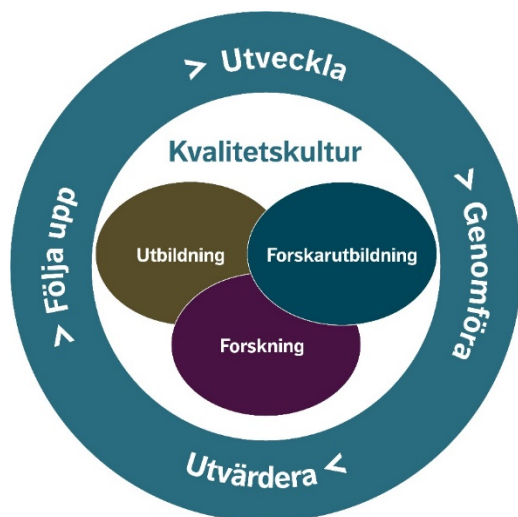 > Utveckla
> Genomföra
Utvärdera <
> Följa upp
Kvalitetskultur
Utbildning
Forskarutbildning
Forskning